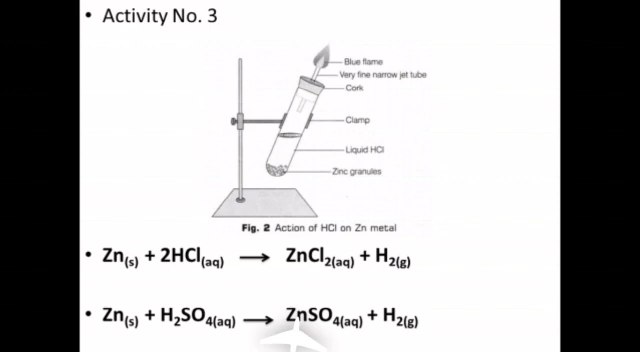 • Activity No. 3
Blue flame
Very fine narrow jet tube
Cork
Clamp
Liquid HCl
Zinc granules
Fig. 2 Action of HCl on Zn metal
• Zn(s) + 2HCl(aq) ⟶ ZnCl2(aq) + H2(g)
• Zn(s) + H2SO4(aq) ⟶ ZnSO4(aq) + H2(g)